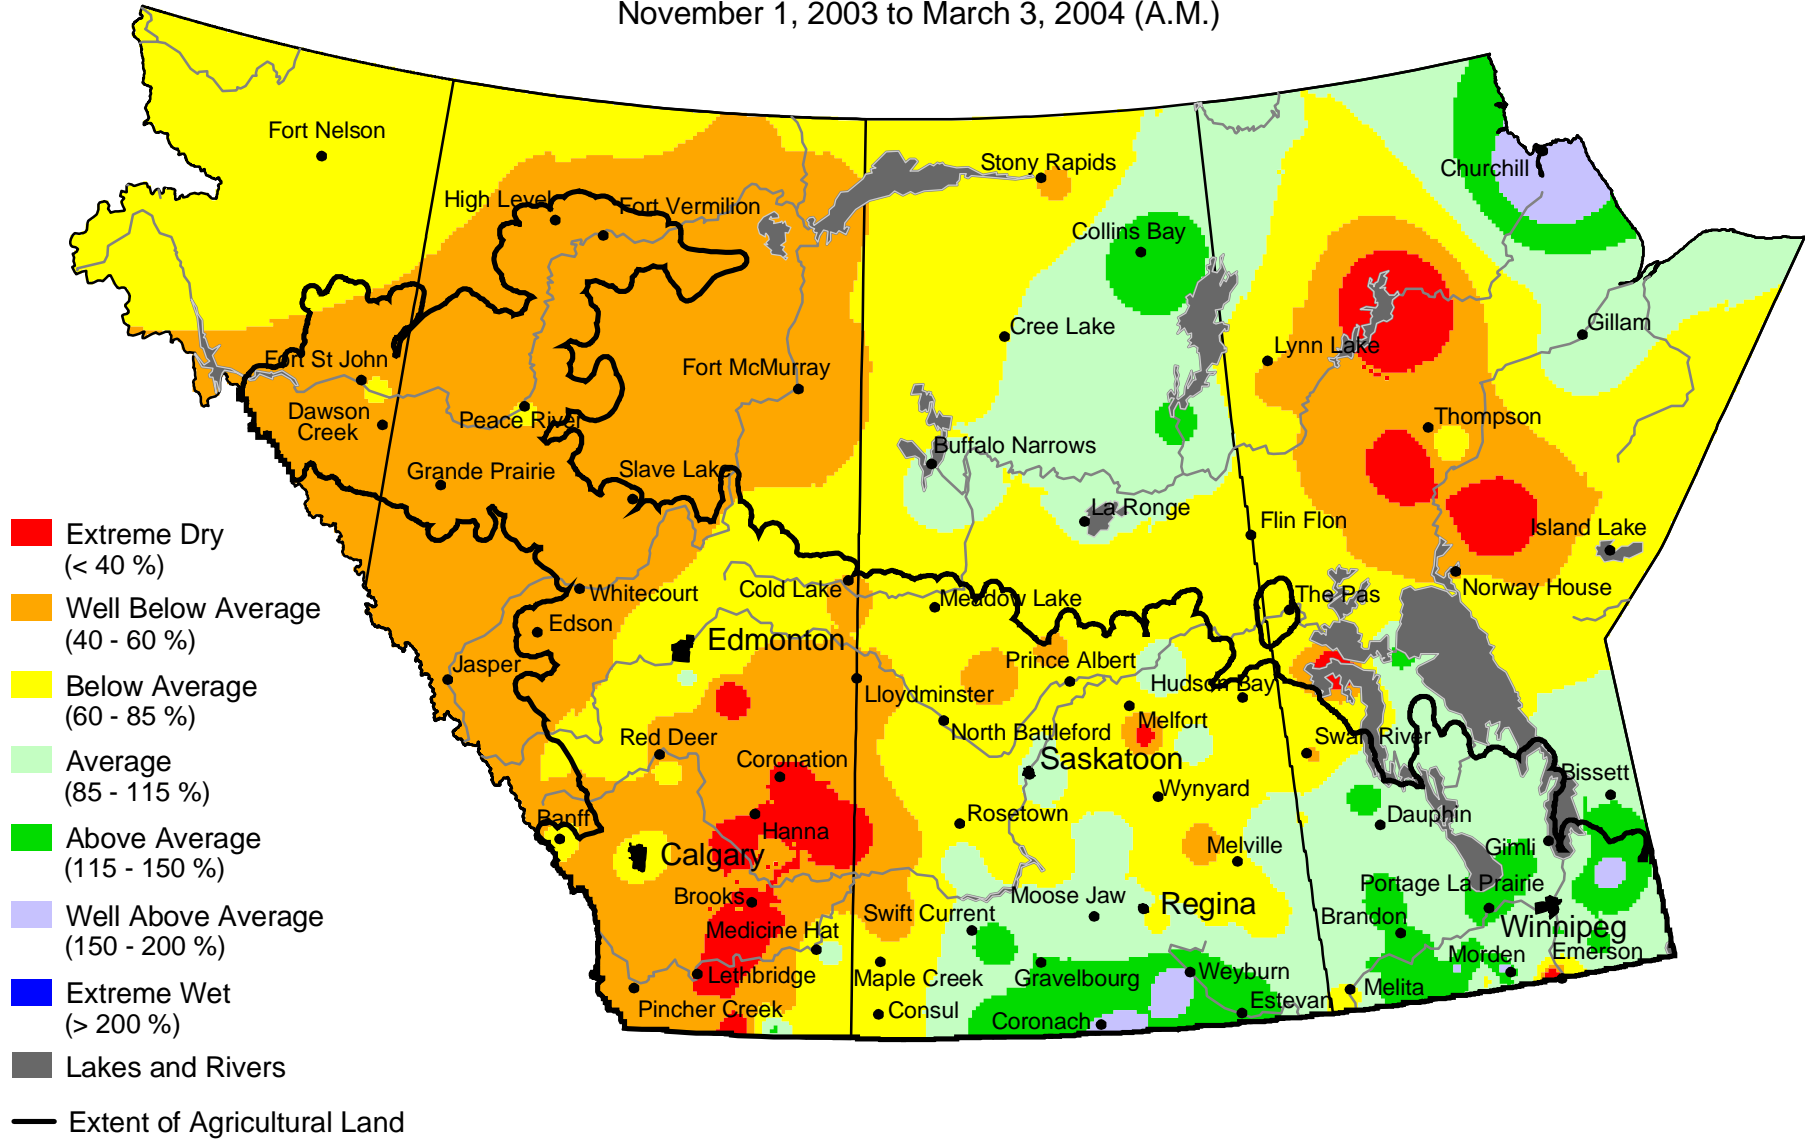 November 1, 2003 to March 3, 2004 (A.M.)
Fort Nelson
Stony Rapids
Churchill
High Level
Fort Vermilion
Collins Bay
Cree Lake
Gillam
Lynn Lake
Fort St John
Fort McMurray
Dawson
Creek
Peace River
Thompson
Buffalo Narrows
Grande Prairie
Slave Lake
La Ronge
Flin Flon
Island Lake
Whitecourt
Cold Lake
Meadow Lake
The Pas
Norway House
Edson
Edmonton
Jasper
Prince Albert
Hudson Bay
Lloydminster
North Battleford
Melfort
Red Deer
Swan River
Coronation
Saskatoon
Bissett
Wynyard
Banff
Hanna
Rosetown
Dauphin
Calgary
Melville
Gimli
Brooks
Moose Jaw
Portage La Prairie
Regina
Swift Current
Brandon
Winnipeg
Medicine Hat
Morden
Emerson
Lethbridge
Maple Creek
Gravelbourg
Weyburn
Melita
Pincher Creek
Consul
Coronach
Estevan
Extreme Dry
(< 40 %)
Well Below Average
(40 - 60 %)
Below Average
(60 - 85 %)
Average
(85 - 115 %)
Above Average
(115 - 150 %)
Well Above Average
(150 - 200 %)
Extreme Wet
(> 200 %)
Lakes and Rivers
Extent of Agricultural Land